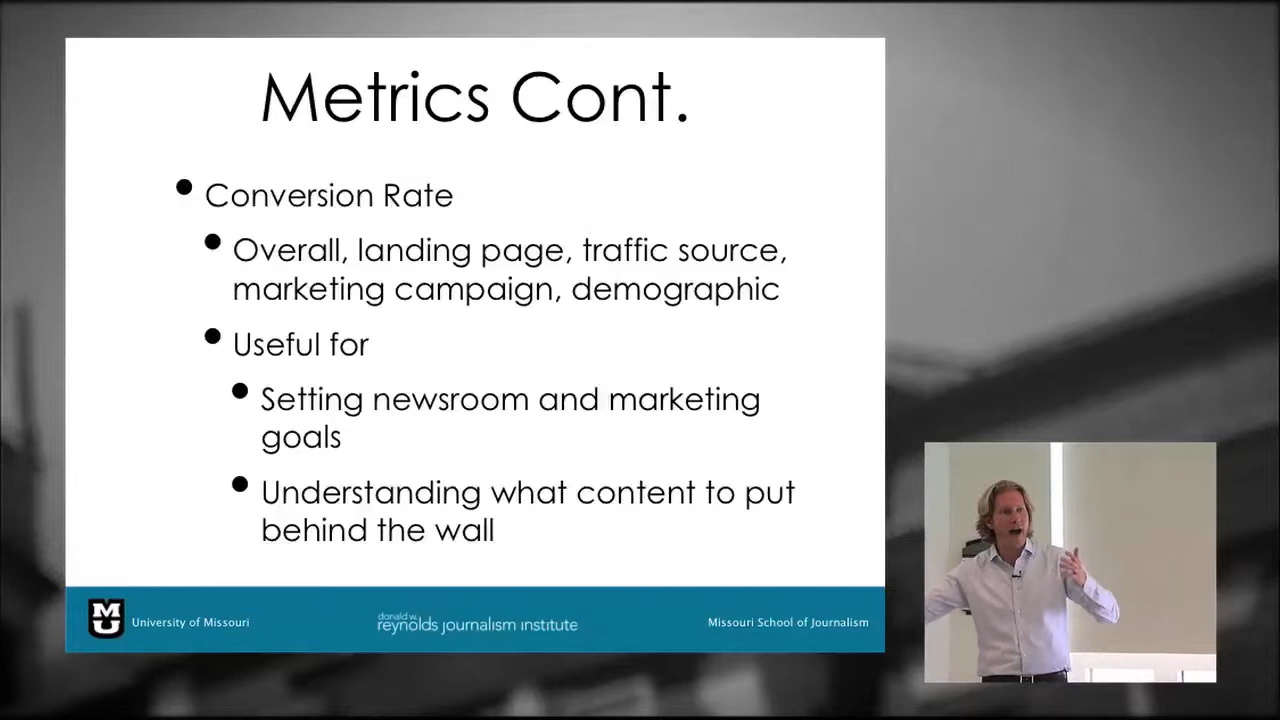 Metrics Cont.
Conversion Rate
Overall, landing page, traffic source,
marketing campaign, demographic
Useful for
Setting newsroom and marketing
goals
Understanding what content to put
behind the wall
MU
University of Missouri
donald w.
reynolds journalism institute
Missouri School of Journalism